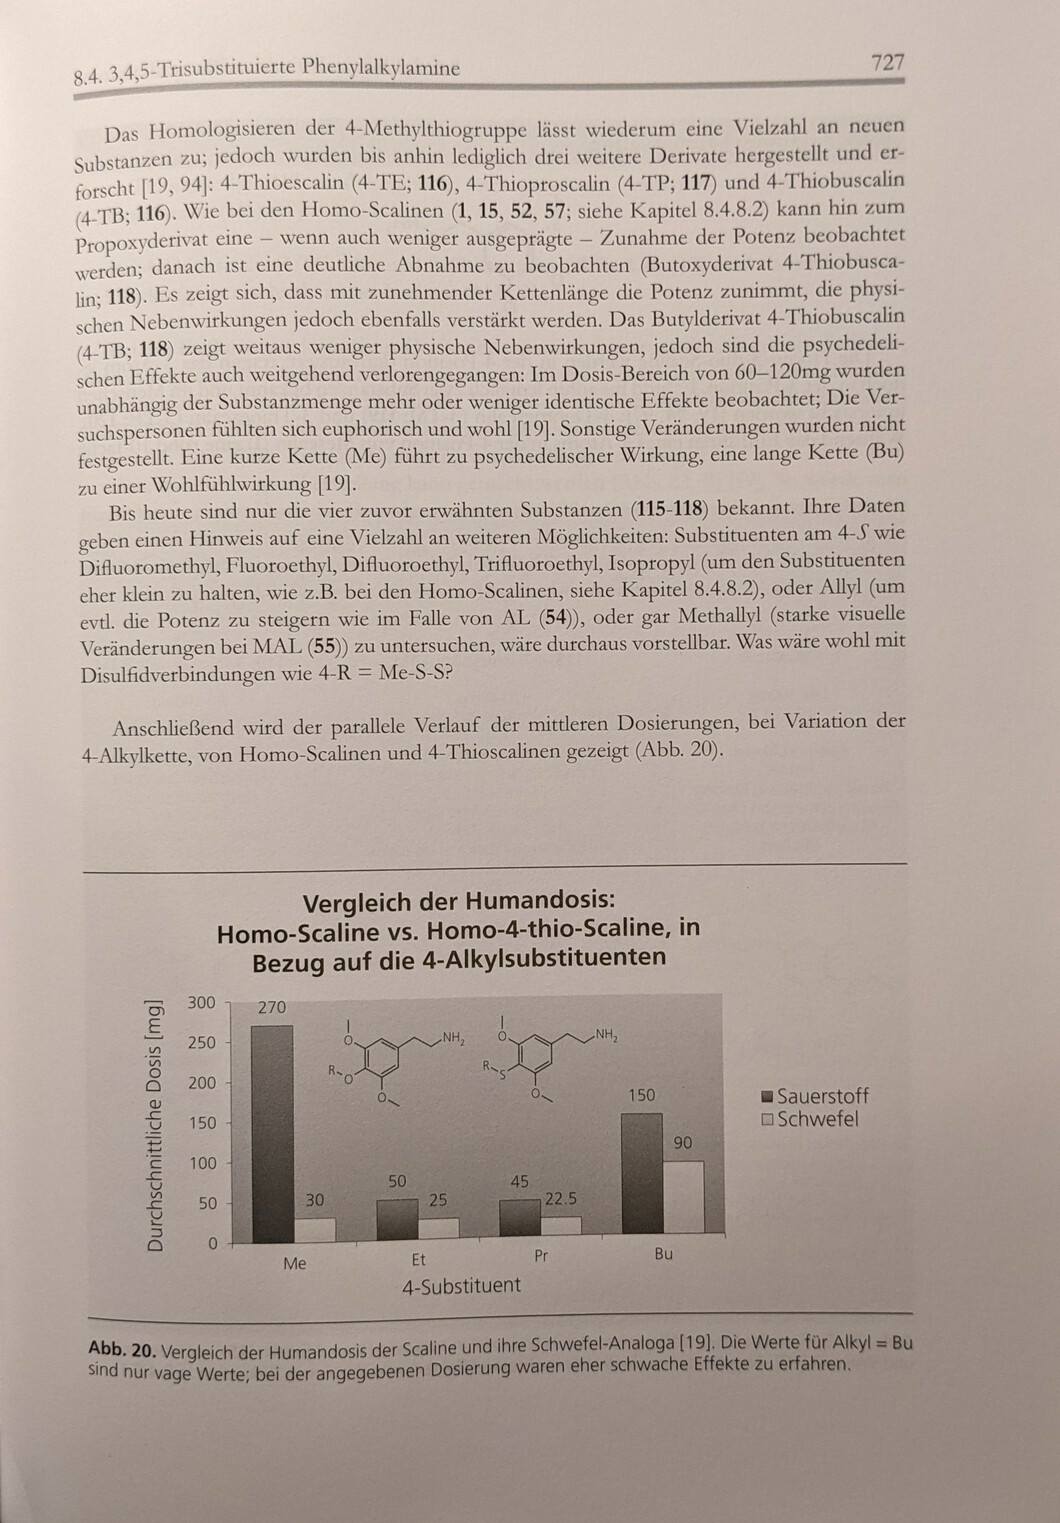 8.4. 3,4,5-Trisubstituierte Phenylalkylamine 727
Das Homologisieren der 4-Methylthiogruppe lässt wiederum eine Vielzahl an neuen
Substanzen zu; jedoch wurden bis anhin lediglich drei weitere Derivate hergestellt und er-
forscht [19, 94]: 4-Thioescalin (4-TE; 116), 4-Thioproscalin (4-TP; 117) und 4-Thiobuscalin
(4-TB; 116). Wie bei den Homo-Scalinen (1, 15, 52, 57; siehe Kapitel 8.4.8.2) kann hin zum
Propoxyderivat eine – wenn auch weniger ausgeprägte – Zunahme der Potenz beobachtet
werden; danach ist eine deutliche Abnahme zu beobachten (Butoxyderivat 4-Thiobusca-
lin; 118). Es zeigt sich, dass mit zunehmender Kettenlänge die Potenz zunimmt, die physi-
schen Nebenwirkungen jedoch ebenfalls verstärkt werden. Das Butylderivat 4-Thiobuscalin
(4-TB; 118) zeigt weitaus weniger physische Nebenwirkungen, jedoch sind die psychedeli-
schen Effekte auch weitgehend verlorengegangen: Im Dosis-Bereich von 60–120mg wurden
unabhängig der Substanzmenge mehr oder weniger identische Effekte beobachtet; Die Ver-
suchspersonen fühlten sich euphorisch und wohl [19]. Sonstige Veränderungen wurden nicht
festgestellt. Eine kurze Kette (Me) führt zu psychedelischer Wirkung, eine lange Kette (Bu)
zu einer Wohlfühlwirkung [19].
Bis heute sind nur die vier zuvor erwähnten Substanzen (115-118) bekannt. Ihre Daten
geben einen Hinweis auf eine Vielzahl an weiteren Möglichkeiten: Substituenten am 4-S wie
Difluoromethyl, Fluoroethyl, Difluoroethyl, Trifluoroethyl, Isopropyl (um den Substituenten
eher klein zu halten, wie z.B. bei den Homo-Scalinen, siehe Kapitel 8.4.8.2), oder Allyl (um
evtl. die Potenz zu steigern wie im Falle von AL (54)), oder gar Methallyl (starke visuelle
Veränderungen bei MAL (55)) zu untersuchen, wäre durchaus vorstellbar. Was wäre wohl mit
Disulfidverbindungen wie 4-R = Me-S-S?
Anschließend wird der parallele Verlauf der mittleren Dosierungen, bei Variation der
4-Alkylkette, von Homo-Scalinen und 4-Thioscalinen gezeigt (Abb. 20).
Vergleich der Humandosis:
Homo-Scaline vs. Homo-4-thio-Scaline, in
Bezug auf die 4-Alkylsubstituenten
Durchschnittliche Dosis [mg]
300
250
200
150
100
50
0
270
30
50
25
45
22.5
150
90
O
NH2
R
O
O
O
NH2
R
S
O
Me Et Pr Bu
4-Substituent
Sauerstoff
Schwefel
Abb. 20. Vergleich der Humandosis der Scaline und ihre Schwefel-Analoga [19]. Die Werte für Alkyl = Bu
sind nur vage Werte; bei der angegebenen Dosierung waren eher schwache Effekte zu erfahren.